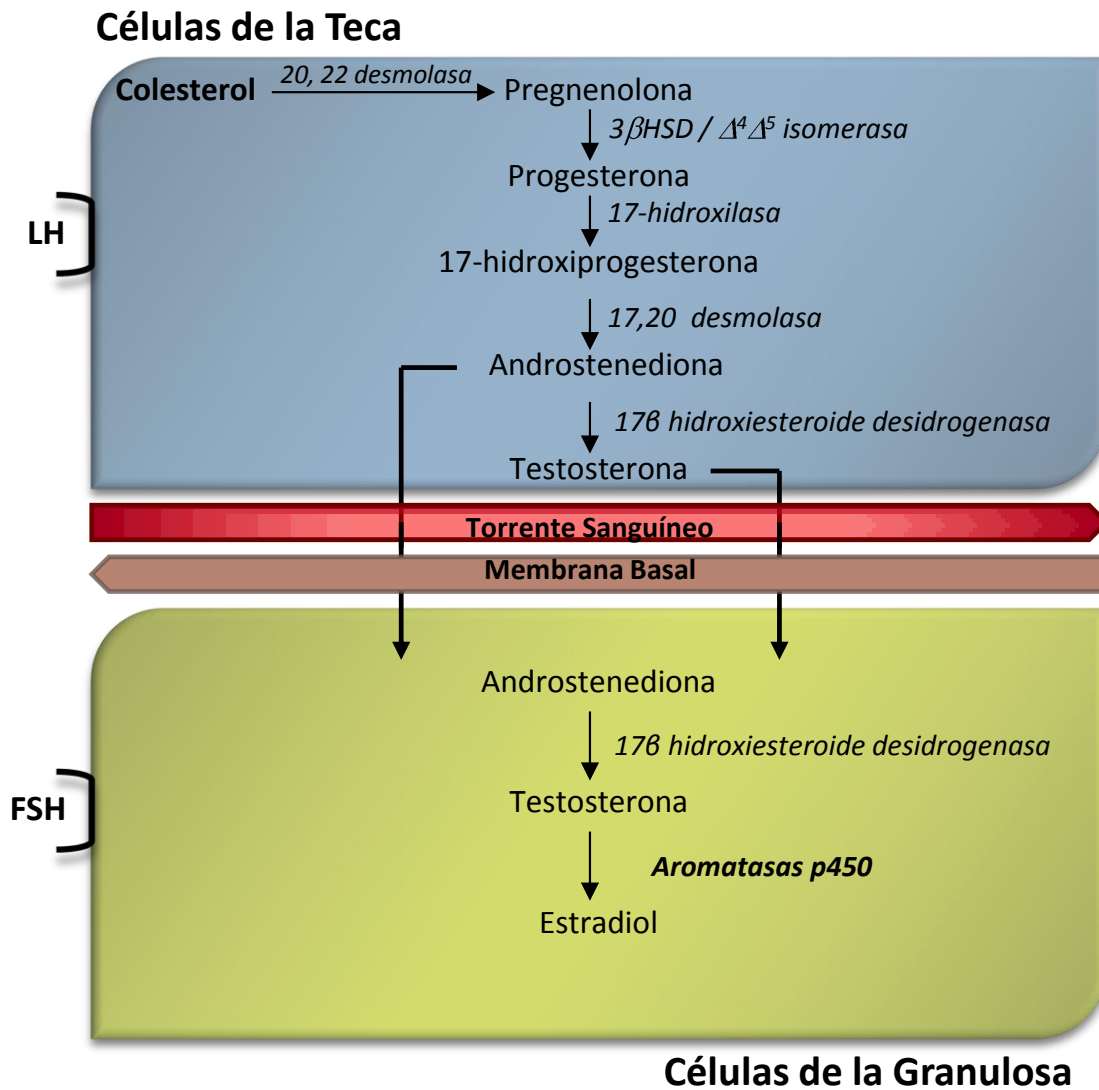 Células de la Teca
Colesterol
20, 22 desmolasa
Pregnenolona
3βHSD / Δ⁴Δ⁵ isomerasa
Progesterona
17-hidroxilasa
LH
17-hidroxiprogesterona
17,20 desmolasa
Androstenediona
17β hidroxiesteroide desidrogenasa
Testosterona
Torrente Sanguíneo
Membrana Basal
Androstenediona
17β hidroxiesteroide desidrogenasa
FSH
Testosterona
Aromatasas p450
Estradiol
Células de la Granulosa